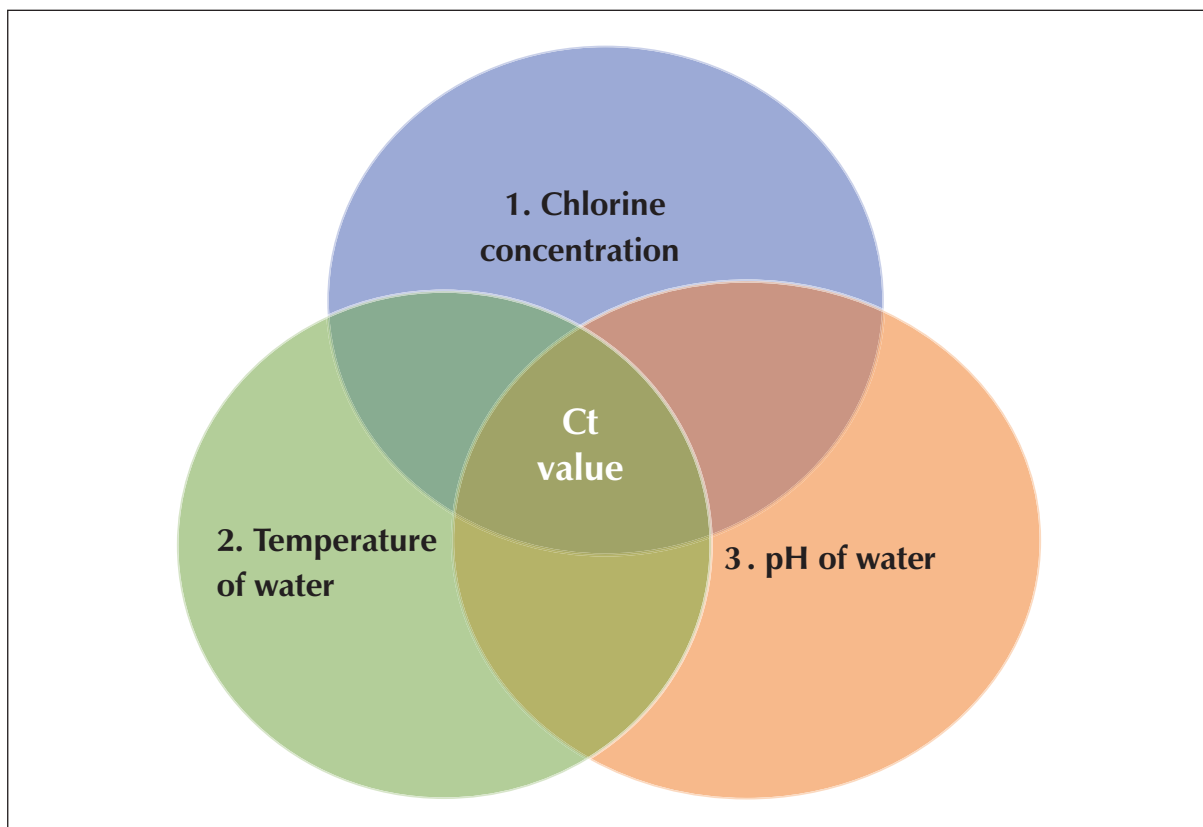 1. Chlorine
concentration
Ct
value
2. Temperature
of water
3. pH of water